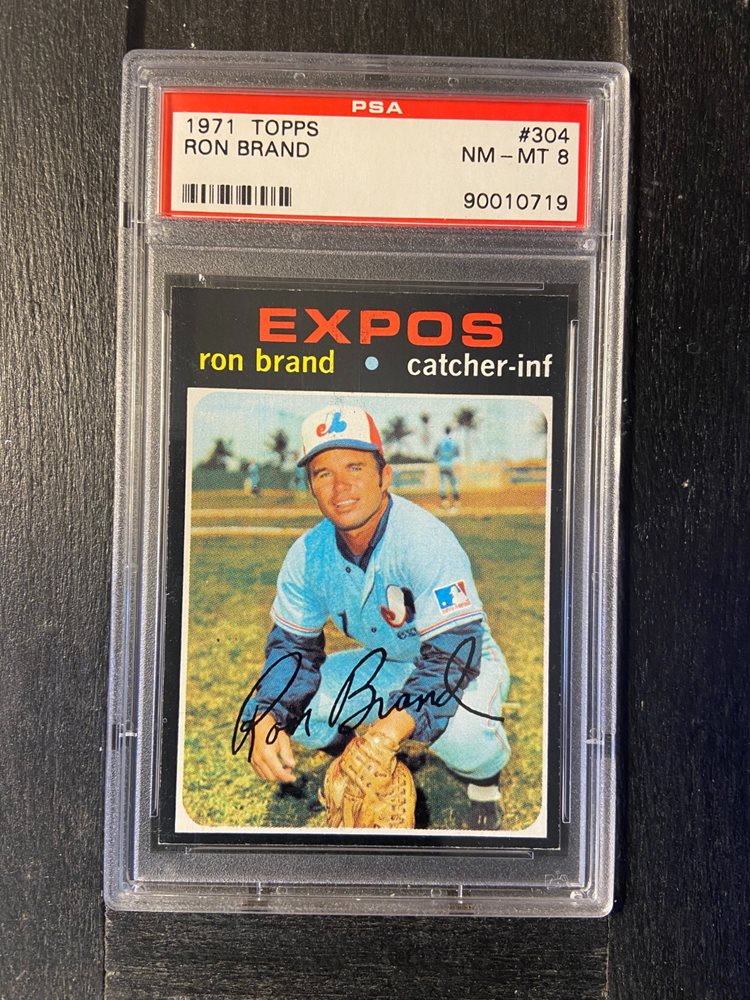 PSA
1971 TOPPS #304
RON BRAND NM-MT 8
90010719
EXPOS
ron brand • catcher-inf
Ron Brand